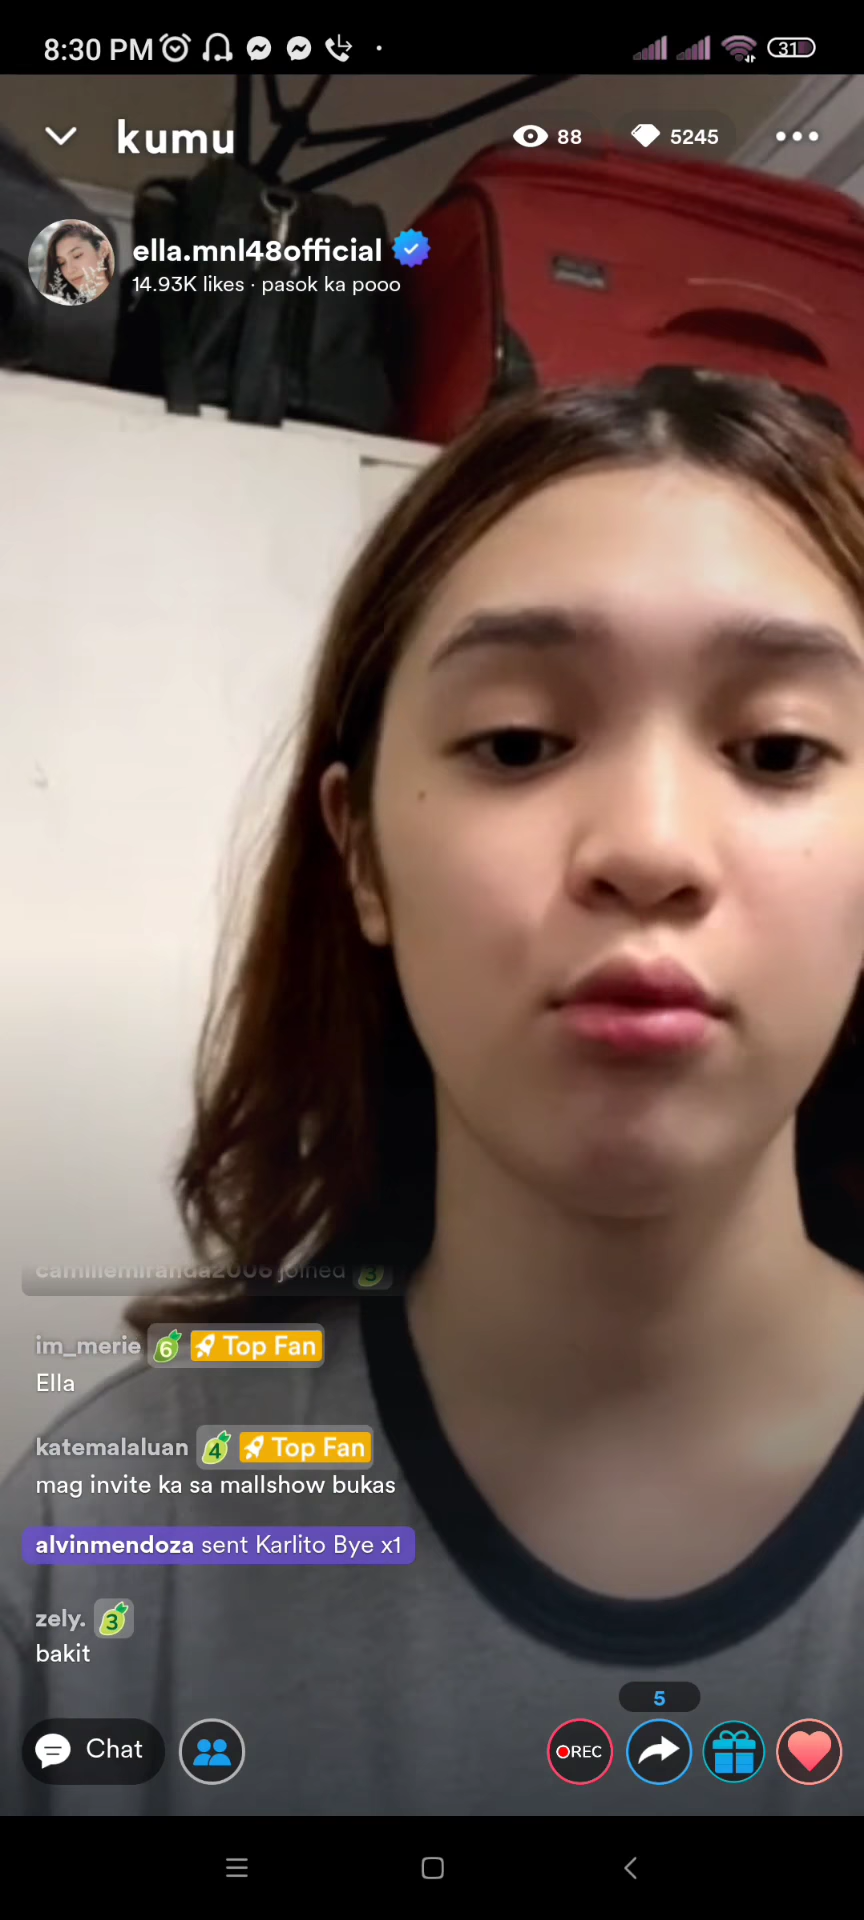 8:30 PM
31
kumu
88
5245
ella.mnl48official
14.93K likes · pasok ka pooo
camillemiranda2006 joined 3
im_merie 6 Top Fan
Ella
katemalaluan 4 Top Fan
mag invite ka sa mallshow bukas
alvinmendoza sent Karlito Bye x1
zely. 3
bakit
5
Chat
REC